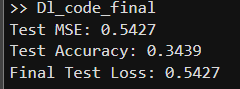 >> Dl_code_final
Test MSE: 0.5427
Test Accuracy: 0.3439
Final Test Loss: 0.5427